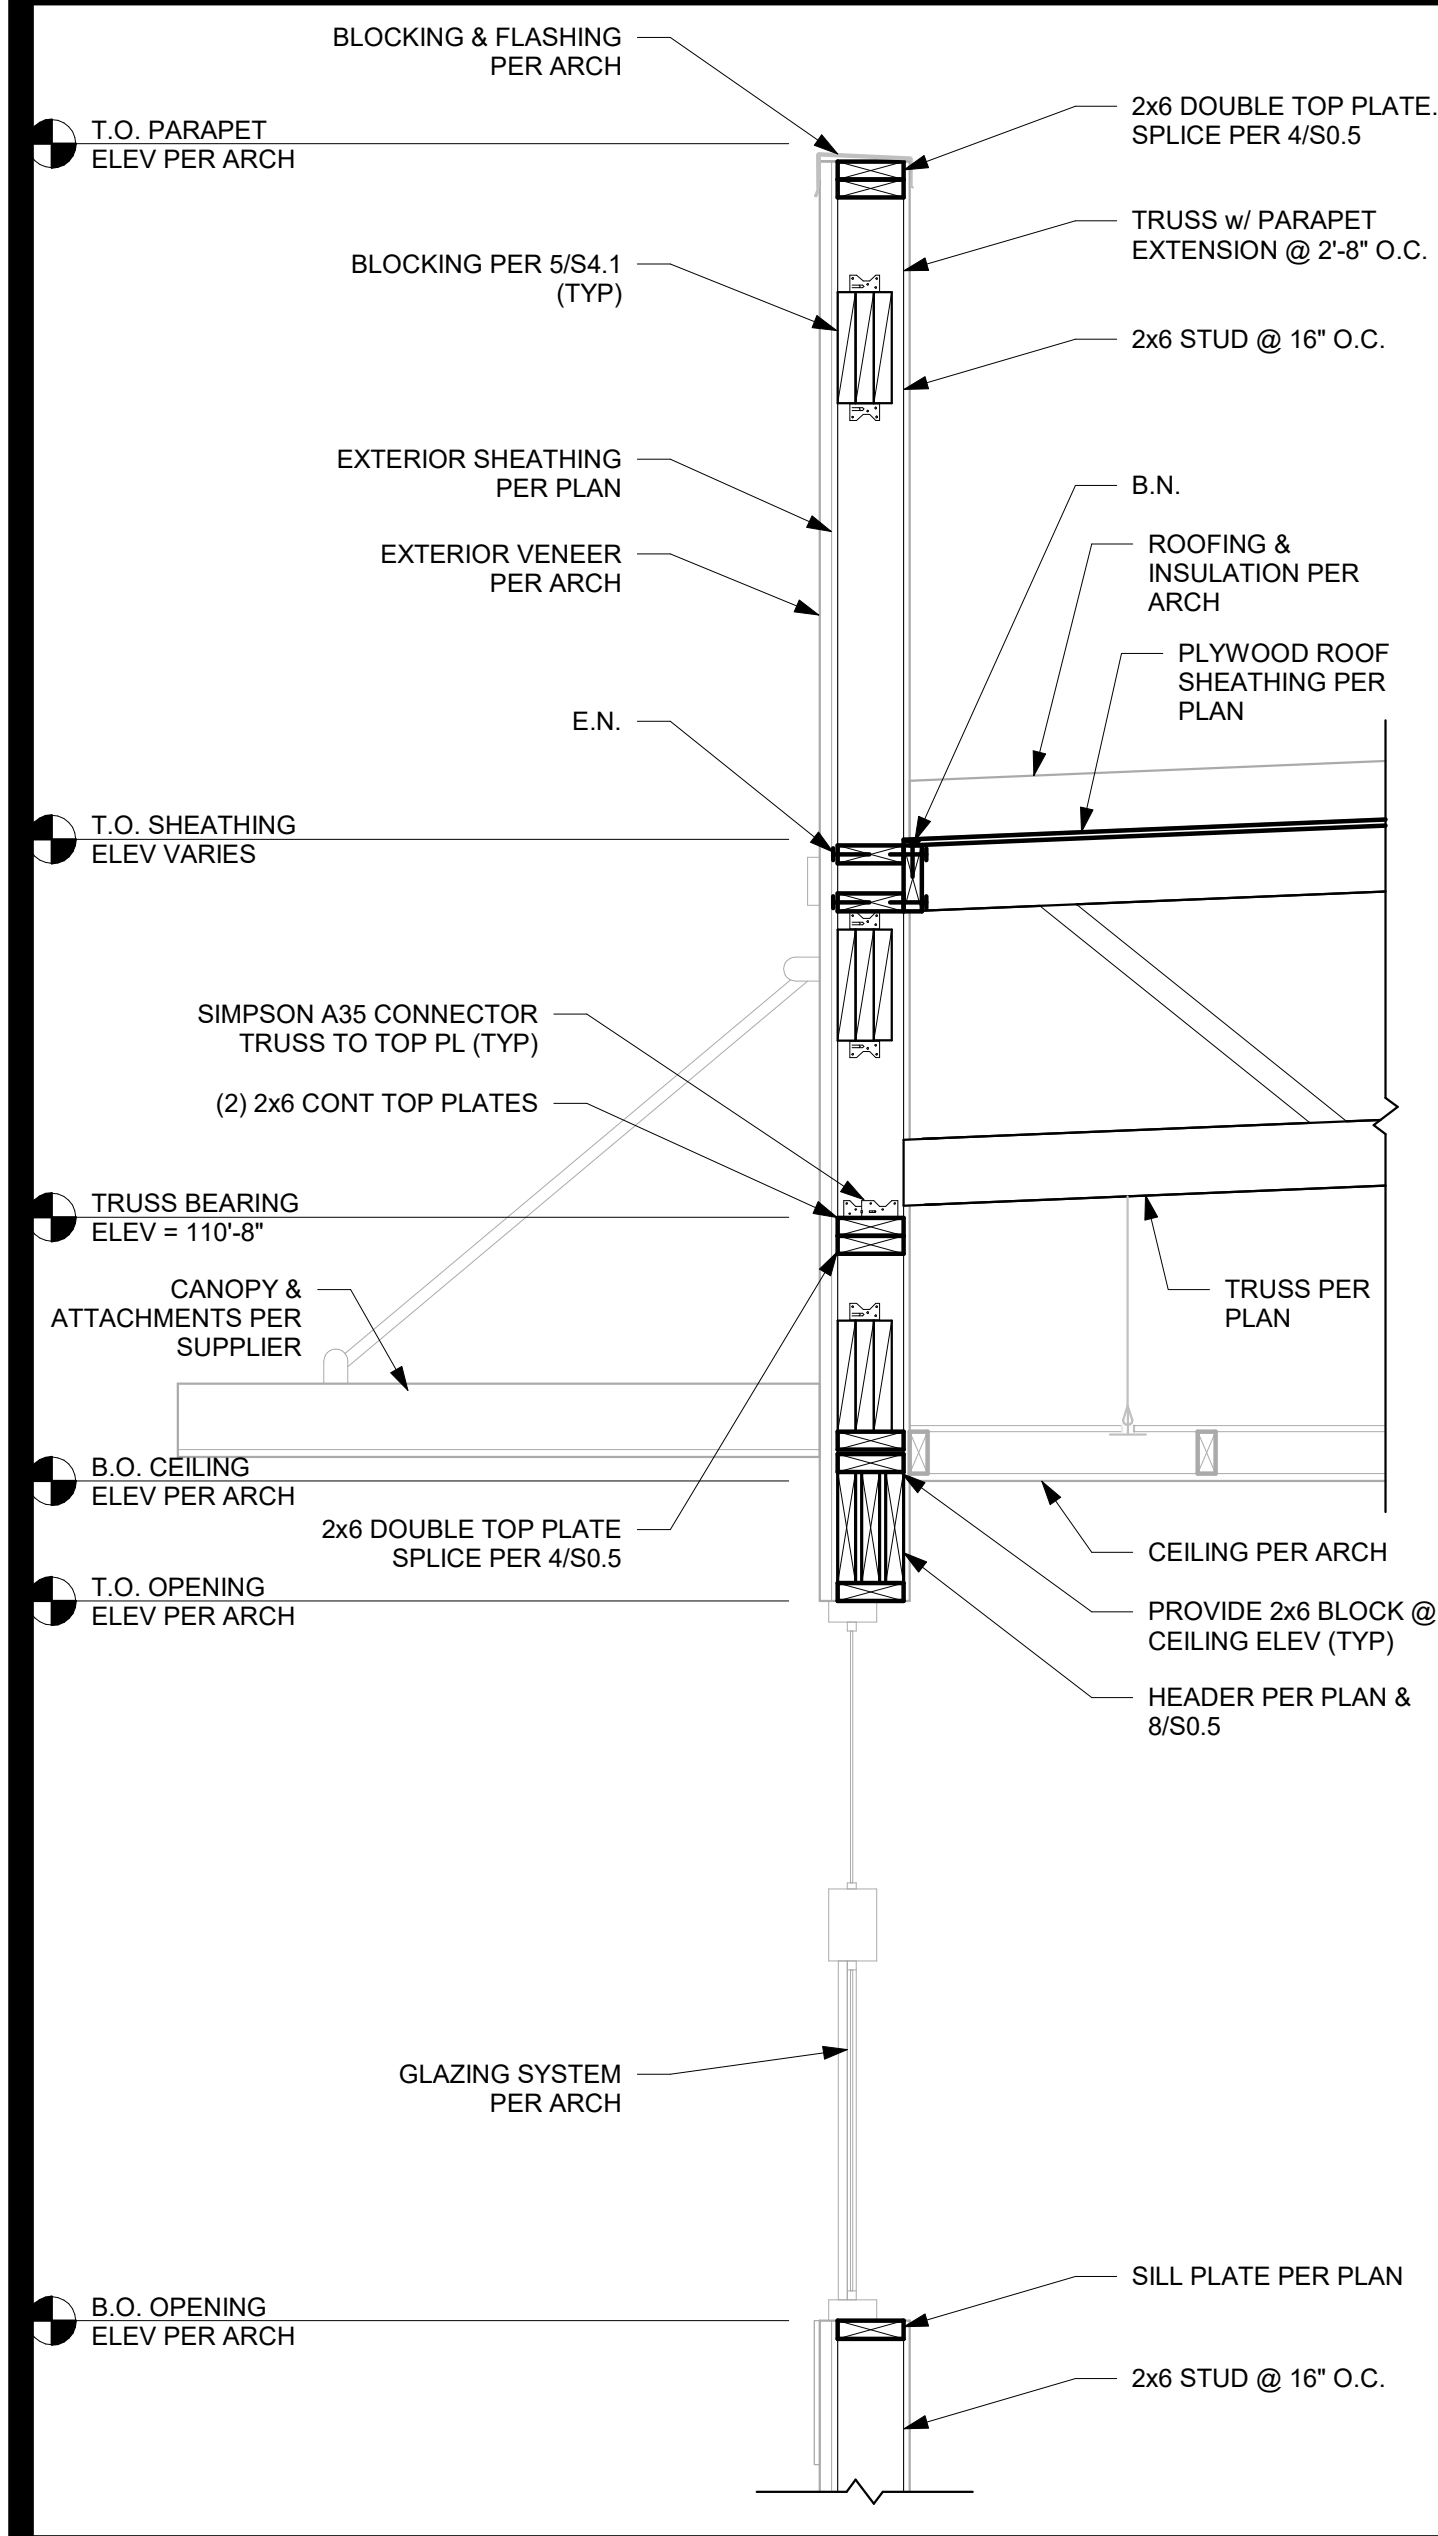 BLOCKING & FLASHING
PER ARCH
2x6 DOUBLE TOP PLATE.
SPLICE PER 4/S0.5
T.O. PARAPET
ELEV PER ARCH
TRUSS w/ PARAPET
EXTENSION @ 2'-8" O.C.
BLOCKING PER 5/S4.1
(TYP)
2x6 STUD @ 16" O.C.
EXTERIOR SHEATHING
PER PLAN
B.N.
EXTERIOR VENEER
PER ARCH
ROOFING &
INSULATION PER
ARCH
PLYWOOD ROOF
SHEATHING PER
PLAN
E.N.
T.O. SHEATHING
ELEV VARIES
SIMPSON A35 CONNECTOR
TRUSS TO TOP PL (TYP)
(2) 2x6 CONT TOP PLATES
TRUSS BEARING
ELEV = 110'-8"
CANOPY &
ATTACHMENTS PER
SUPPLIER
TRUSS PER
PLAN
B.O. CEILING
ELEV PER ARCH
2x6 DOUBLE TOP PLATE
SPLICE PER 4/S0.5
CEILING PER ARCH
T.O. OPENING
ELEV PER ARCH
PROVIDE 2x6 BLOCK @
CEILING ELEV (TYP)
HEADER PER PLAN &
8/S0.5
GLAZING SYSTEM
PER ARCH
SILL PLATE PER PLAN
B.O. OPENING
ELEV PER ARCH
2x6 STUD @ 16" O.C.